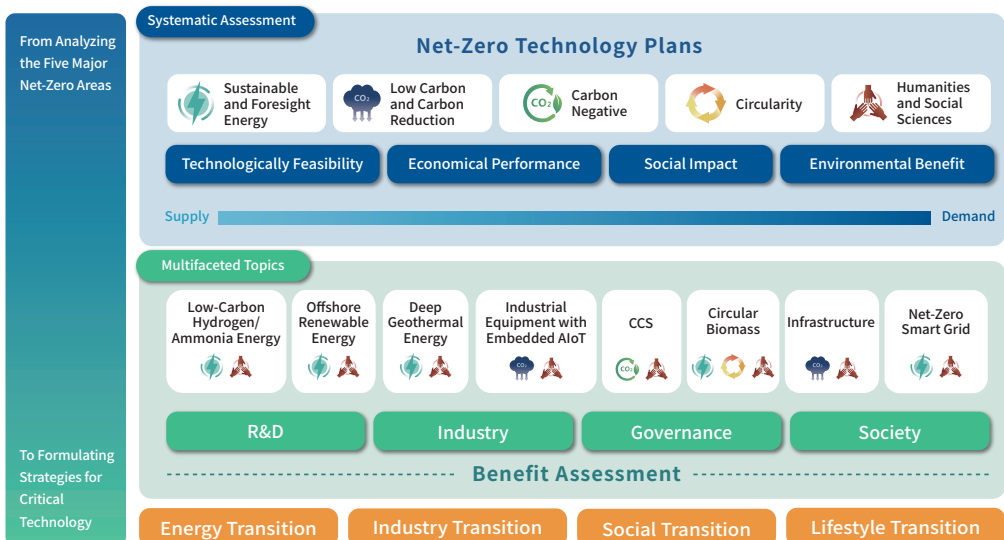 From Analyzing
the Five Major
Net-Zero Areas
To Formulating
Strategies for
Critical
Technology
Systematic Assessment
Net-Zero Technology Plans
Sustainable
and Foresight
Energy
CO₂
Low Carbon
and Carbon
Reduction
CO₂
Carbon
Negative
Circularity
Humanities
and Social
Sciences
Technologically Feasibility
Economical Performance
Social Impact
Environmental Benefit
Supply
Demand
Multifaceted Topics
Low-Carbon
Hydrogen/
Ammonia Energy
Offshore
Renewable
Energy
Deep
Geothermal
Energy
Industrial
Equipment with
Embedded AIoT
CO₂
CCS
CO₂
Circular
Biomass
Infrastructure
CO₂
Net-Zero
Smart Grid
R&D
Industry
Governance
Society
Benefit Assessment
Energy Transition
Industry Transition
Social Transition
Lifestyle Transition